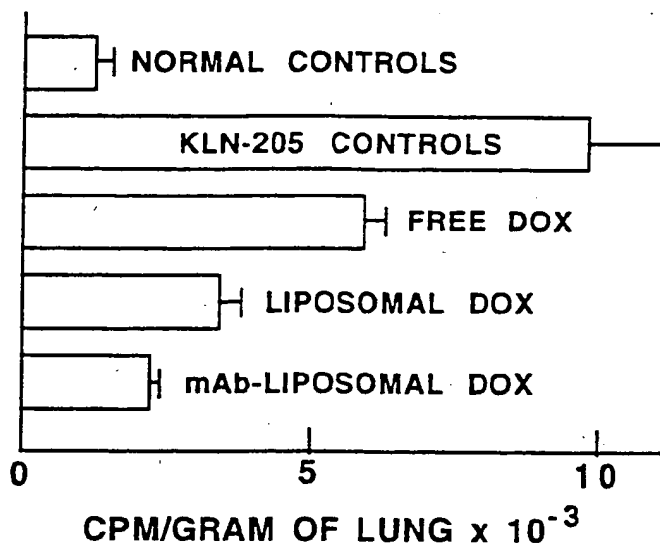 NORMAL CONTROLS
KLN-205 CONTROLS
FREE DOX
LIPOSOMAL DOX
mAb-LIPOSOMAL DOX
0 5 10
CPM/GRAM OF LUNG x 10⁻³